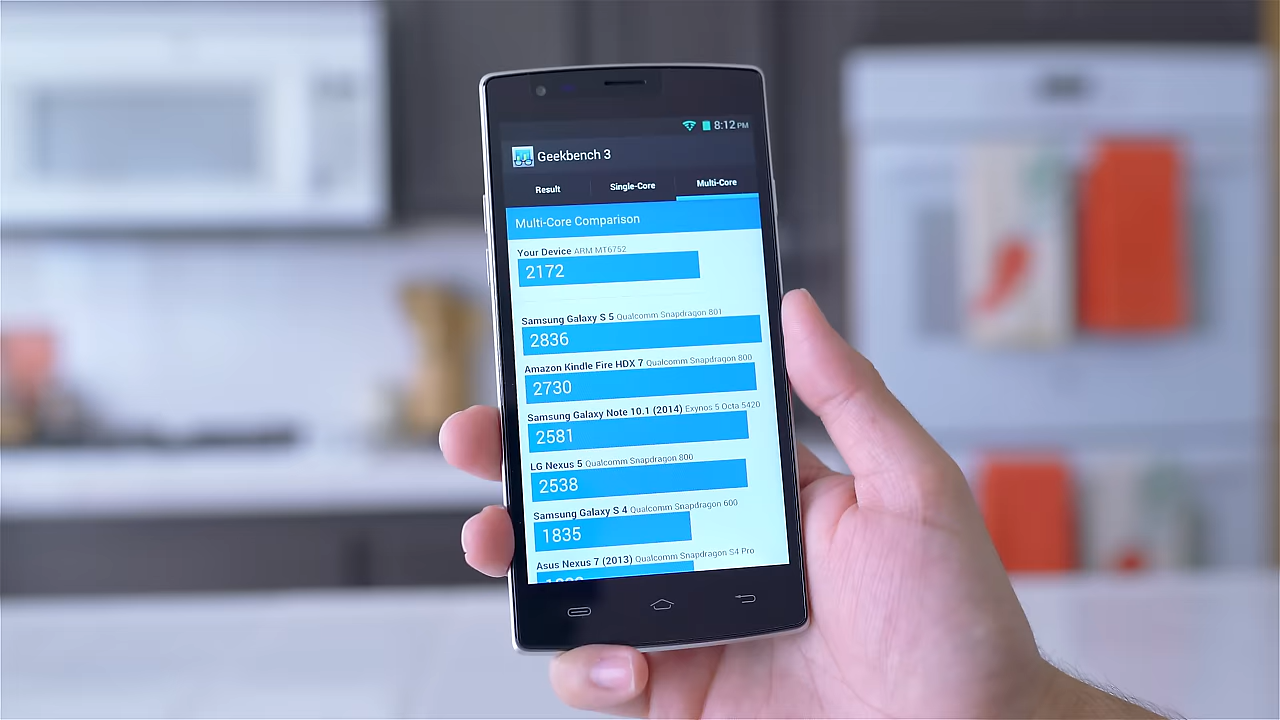 8:12 PM
Geekbench 3
Result Single-Core Multi-Core
Multi-Core Comparison
Your Device ARM MT6752
2172
Samsung Galaxy S 5 Qualcomm Snapdragon 801
2836
Amazon Kindle Fire HDX 7 Qualcomm Snapdragon 800
2730
Samsung Galaxy Note 10.1 (2014) Exynos 5 Octa 5420
2581
LG Nexus 5 Qualcomm Snapdragon 800
2538
Samsung Galaxy S 4 Qualcomm Snapdragon 600
1835
Asus Nexus 7 (2013) Qualcomm Snapdragon S4 Pro